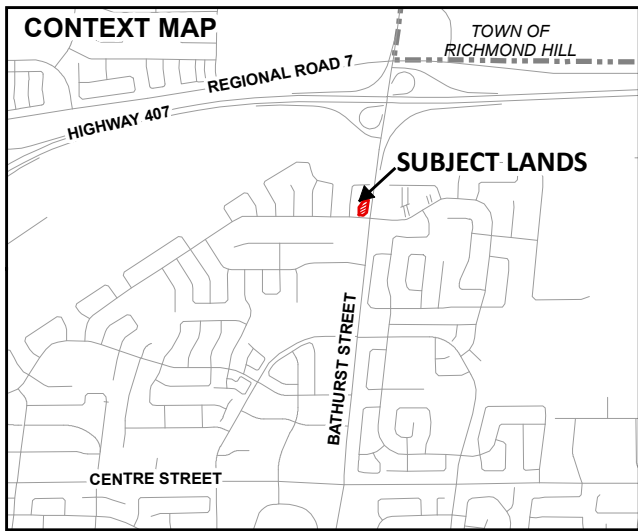 CONTEXT MAP
TOWN OF
RICHMOND HILL
REGIONAL ROAD 7
HIGHWAY 407
SUBJECT LANDS
BATHURST STREET
CENTRE STREET